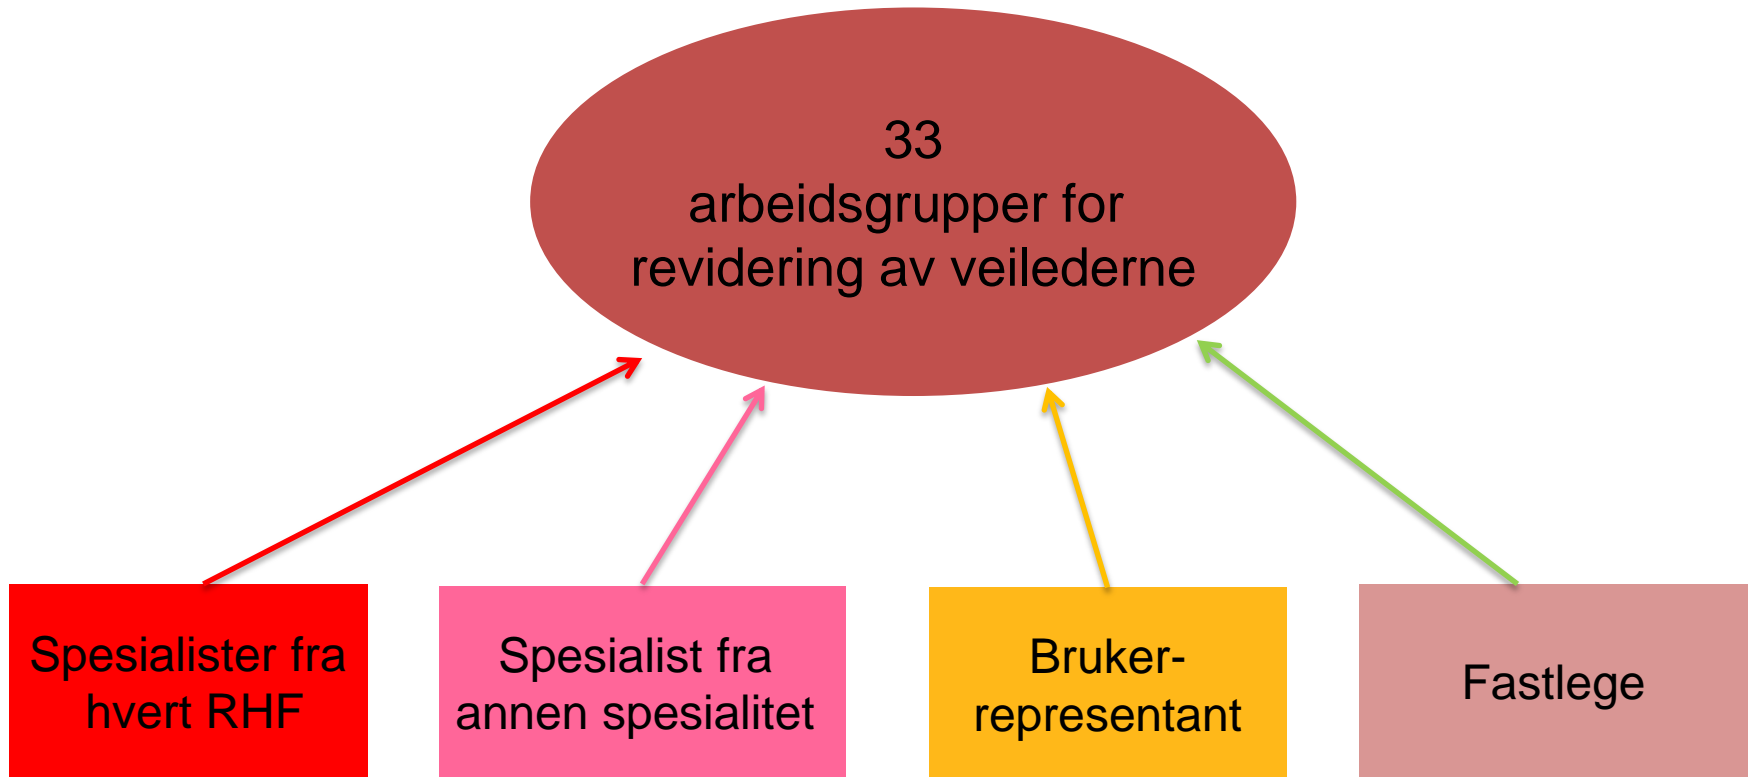 33
arbeidsgrupper for
revidering av veilederne
Spesialister fra
hvert RHF
Spesialist fra
annen spesialitet
Bruker-
representant
Fastlege